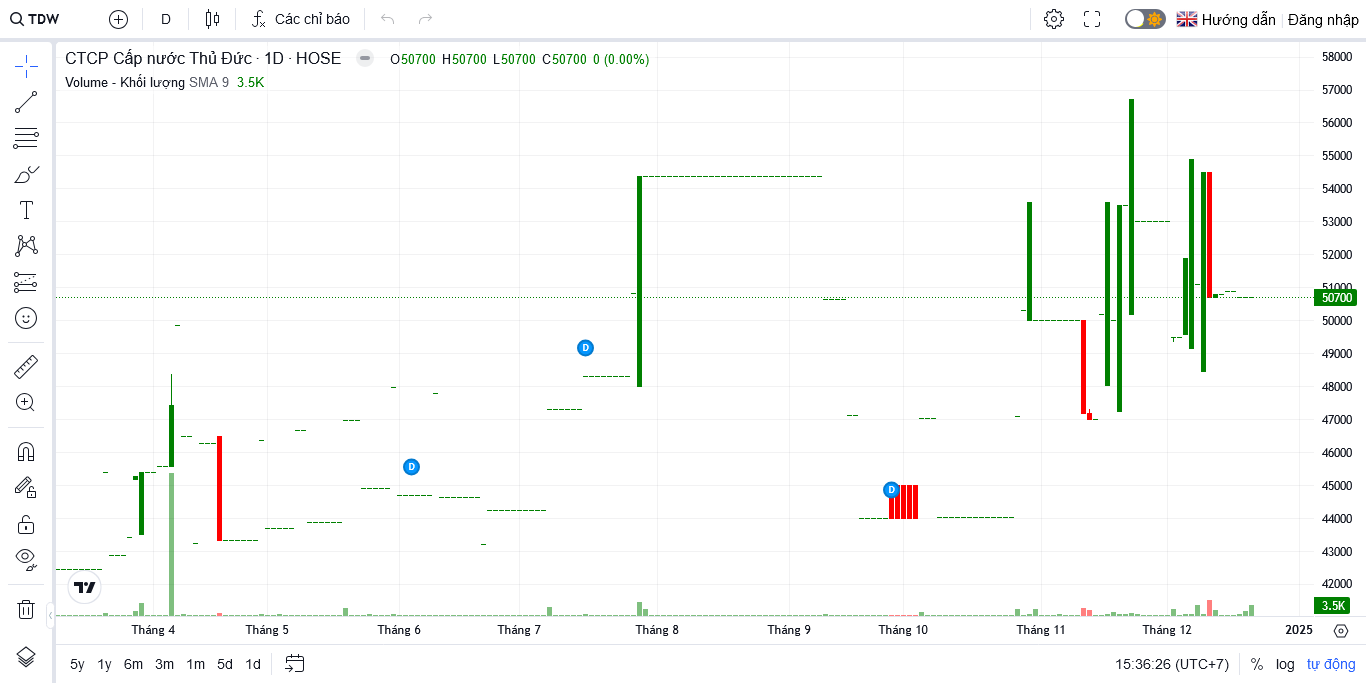 TDW D Các chỉ báo Hướng dẫn Đăng nhập
CTCP Cấp nước Thủ Đức · 1D · HOSE O50700 H50700 L50700 C50700 0 (0.00%)
Volume - Khối lượng SMA 9 3.5K
58000
57000
56000
55000
54000
53000
52000
51000
50700
50000
49000
48000
47000
46000
45000
44000
43000
42000
3.5K
D
D
D
Tháng 4 Tháng 5 Tháng 6 Tháng 7 Tháng 8 Tháng 9 Tháng 10 Tháng 11 Tháng 12 2025
5y 1y 6m 3m 1m 5d 1d 15:36:26 (UTC+7) % log tự động